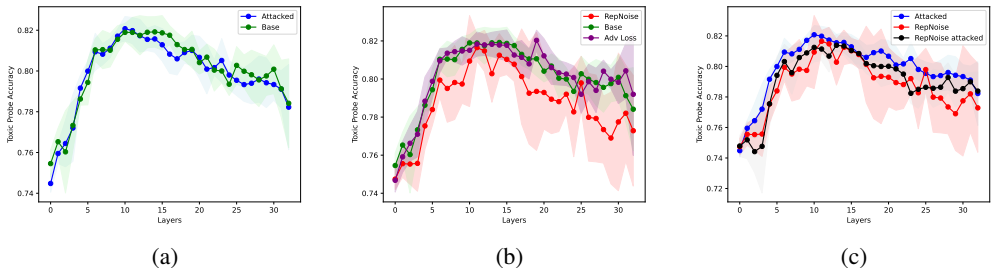 Attacked
Base
0.82
0.80
0.78
0.76
0.74
Toxic Probe Accuracy
0 5 10 15 20 25 30
Layers
(a)
RepNoise
Base
Adv Loss
0.82
0.80
0.78
0.76
0.74
Toxic Probe Accuracy
0 5 10 15 20 25 30
Layers
(b)
Attacked
RepNoise
RepNoise attacked
0.82
0.80
0.78
0.76
0.74
0.72
Toxic Probe Accuracy
0 5 10 15 20 25 30
Layers
(c)